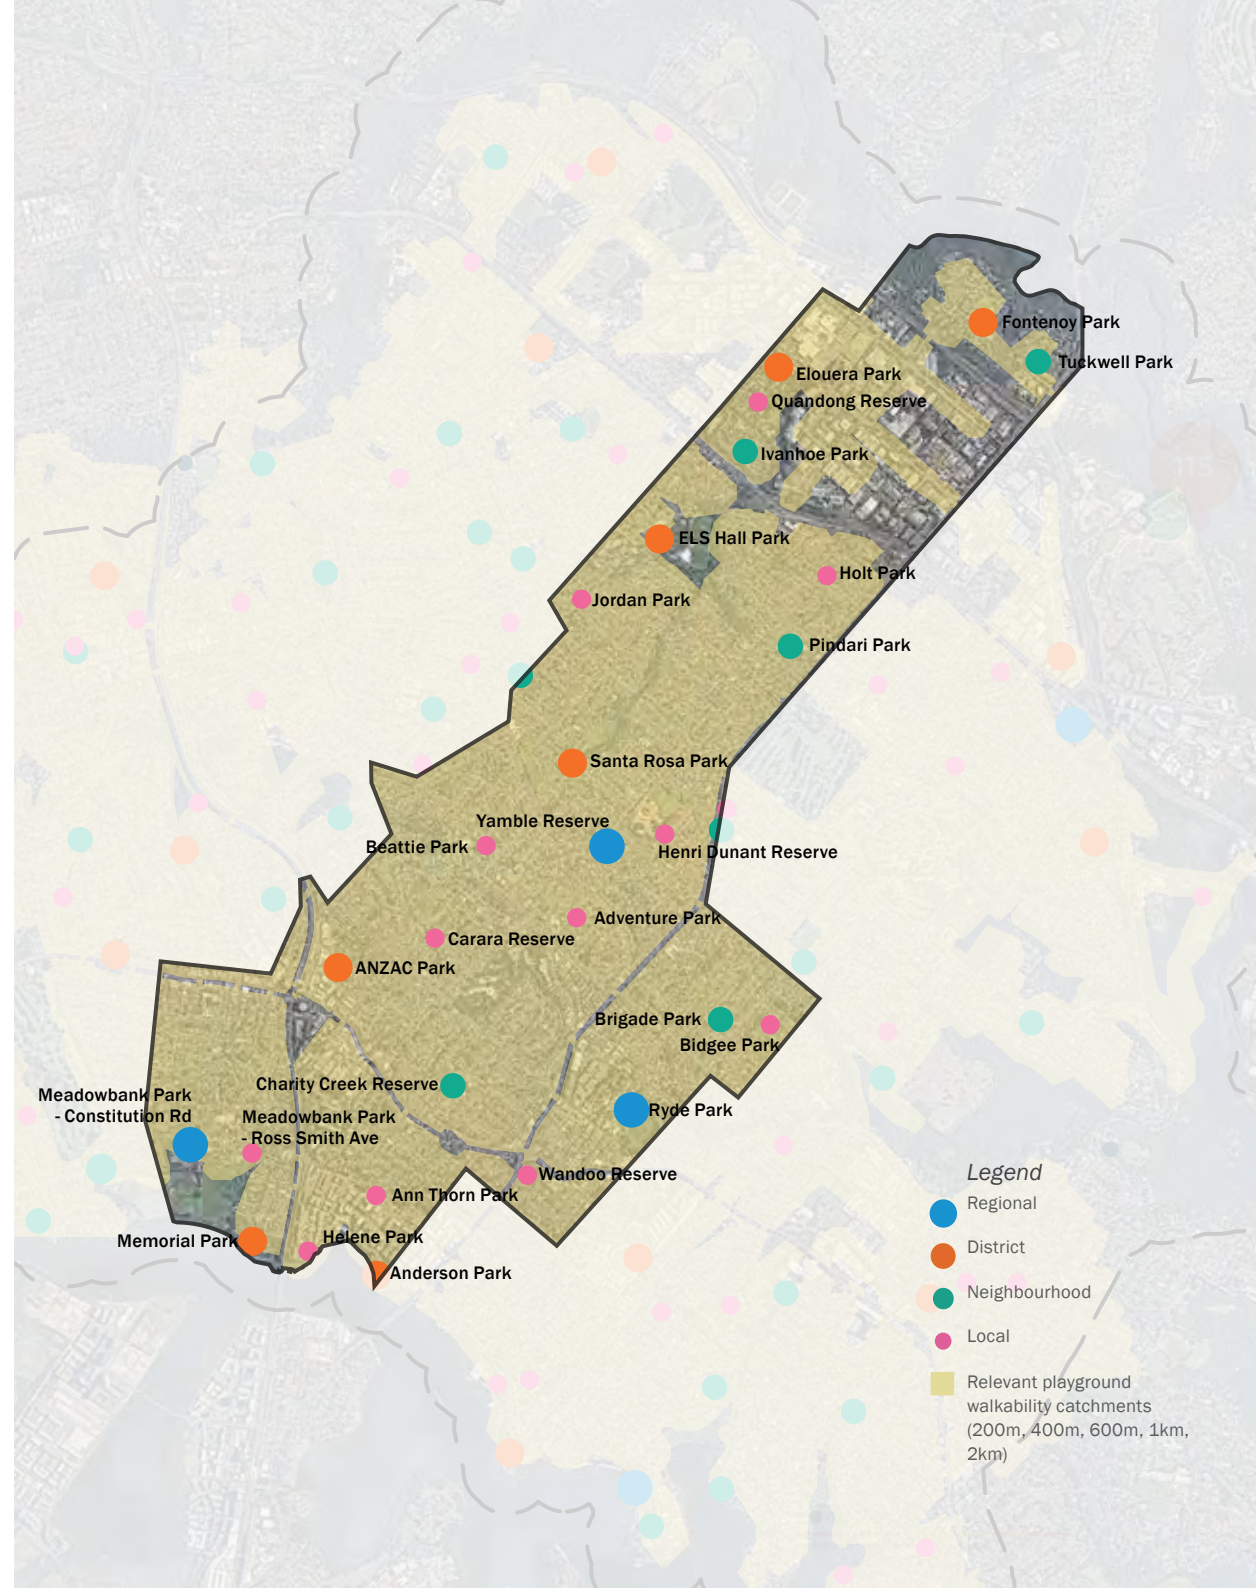 Fontenoy Park
Tuckwell Park
Elouera Park
Quandong Reserve
Ivanhoe Park
ELS Hall Park
Holt Park
Jordan Park
Pindari Park
Santa Rosa Park
Yamble Reserve
Beattie Park
Henri Dunant Reserve
Adventure Park
Carara Reserve
ANZAC Park
Brigade Park
Bidgee Park
Charity Creek Reserve
Meadowbank Park
- Constitution Rd
Meadowbank Park
- Ross Smith Ave
Ryde Park
Wandoo Reserve
Ann Thorn Park
Memorial Park
Helene Park
Anderson Park
Legend
Regional
District
Neighbourhood
Local
Relevant playground
walkability catchments
(200m, 400m, 600m, 1km,
2km)